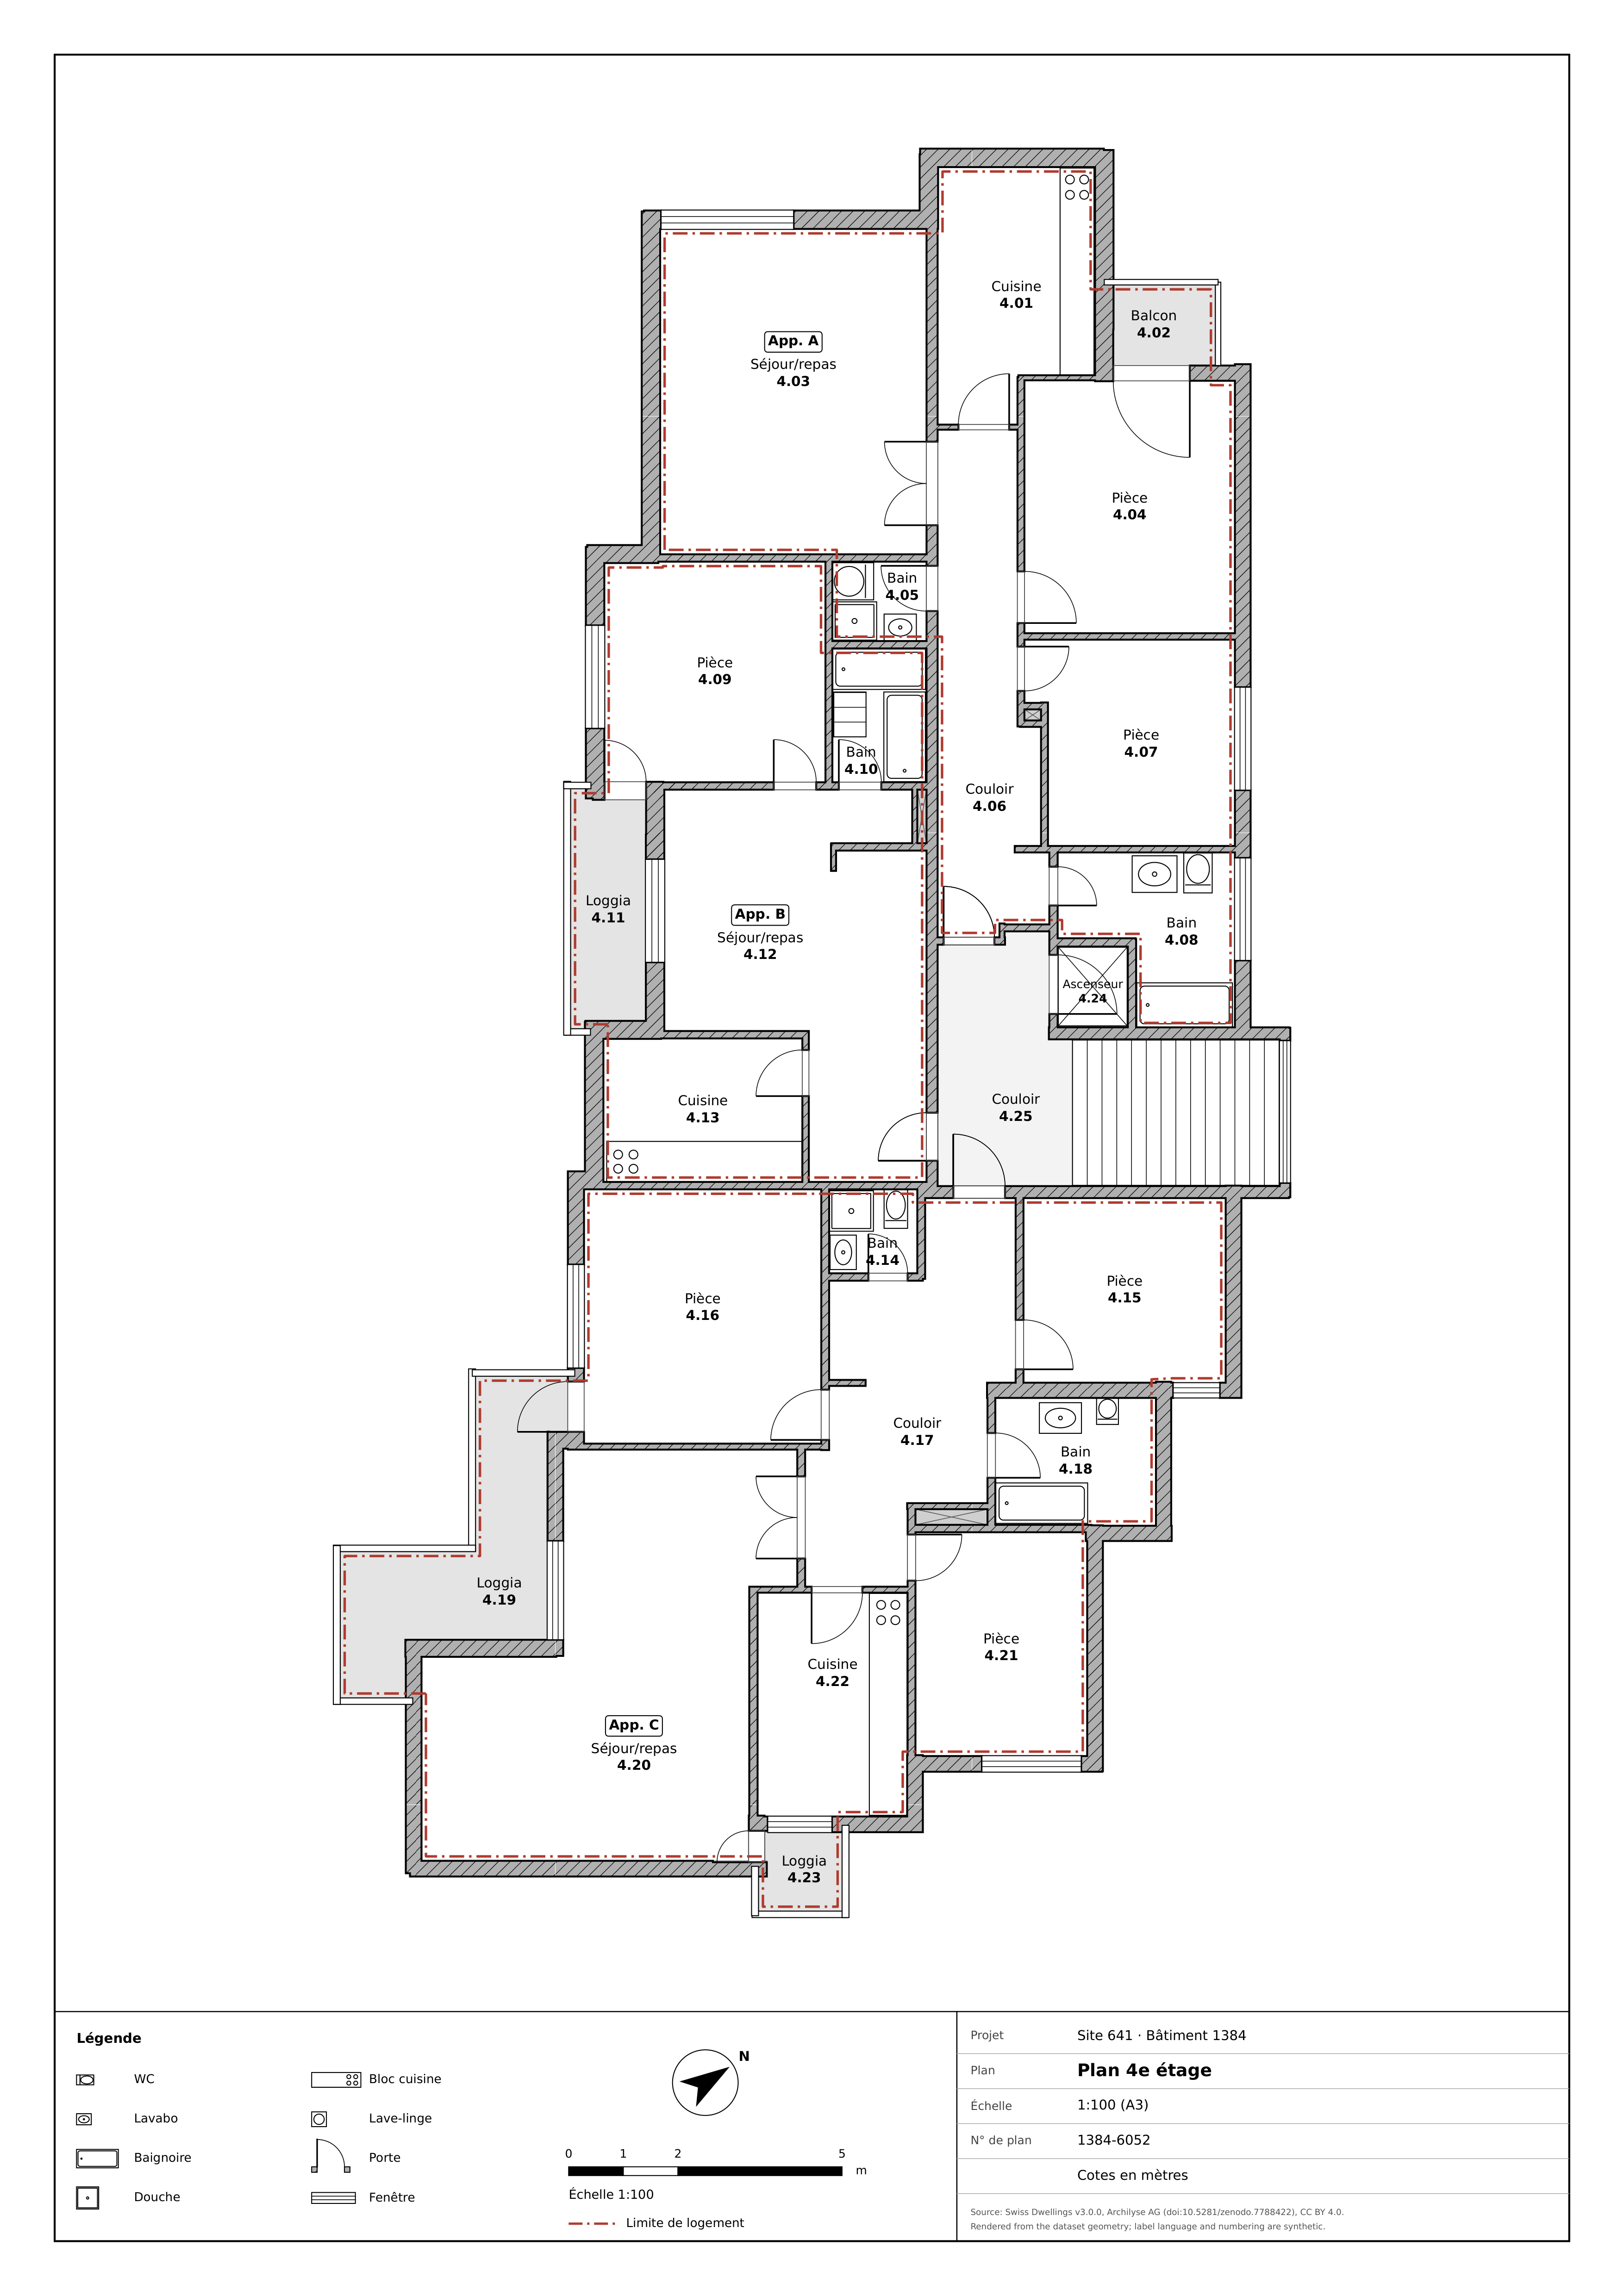 Cuisine
4.01
Balcon
4.02
App. A
Séjour/repas
4.03
Pièce
4.04
Bain
4.05
Pièce
4.09
Pièce
4.07
Bain
4.10
Couloir
4.06
Loggia
4.11
App. B
Séjour/repas
4.12
Bain
4.08
Ascenseur
4.24
Cuisine
4.13
Couloir
4.25
Bain
4.14
Pièce
4.15
Pièce
4.16
Couloir
4.17
Bain
4.18
Loggia
4.19
Pièce
4.21
Cuisine
4.22
App. C
Séjour/repas
4.20
Loggia
4.23
Légende
WC
Lavabo
Baignoire
Douche
Bloc cuisine
Lave-linge
Porte
Fenêtre
N
0 1 2 5
m
Échelle 1:100
Limite de logement
Projet Site 641 · Bâtiment 1384
Plan Plan 4e étage
Échelle 1:100 (A3)
N° de plan 1384-6052
Cotes en mètres
Source: Swiss Dwellings v3.0.0, Archilyse AG (doi:10.5281/zenodo.7788422), CC BY 4.0.
Rendered from the dataset geometry; label language and numbering are synthetic.